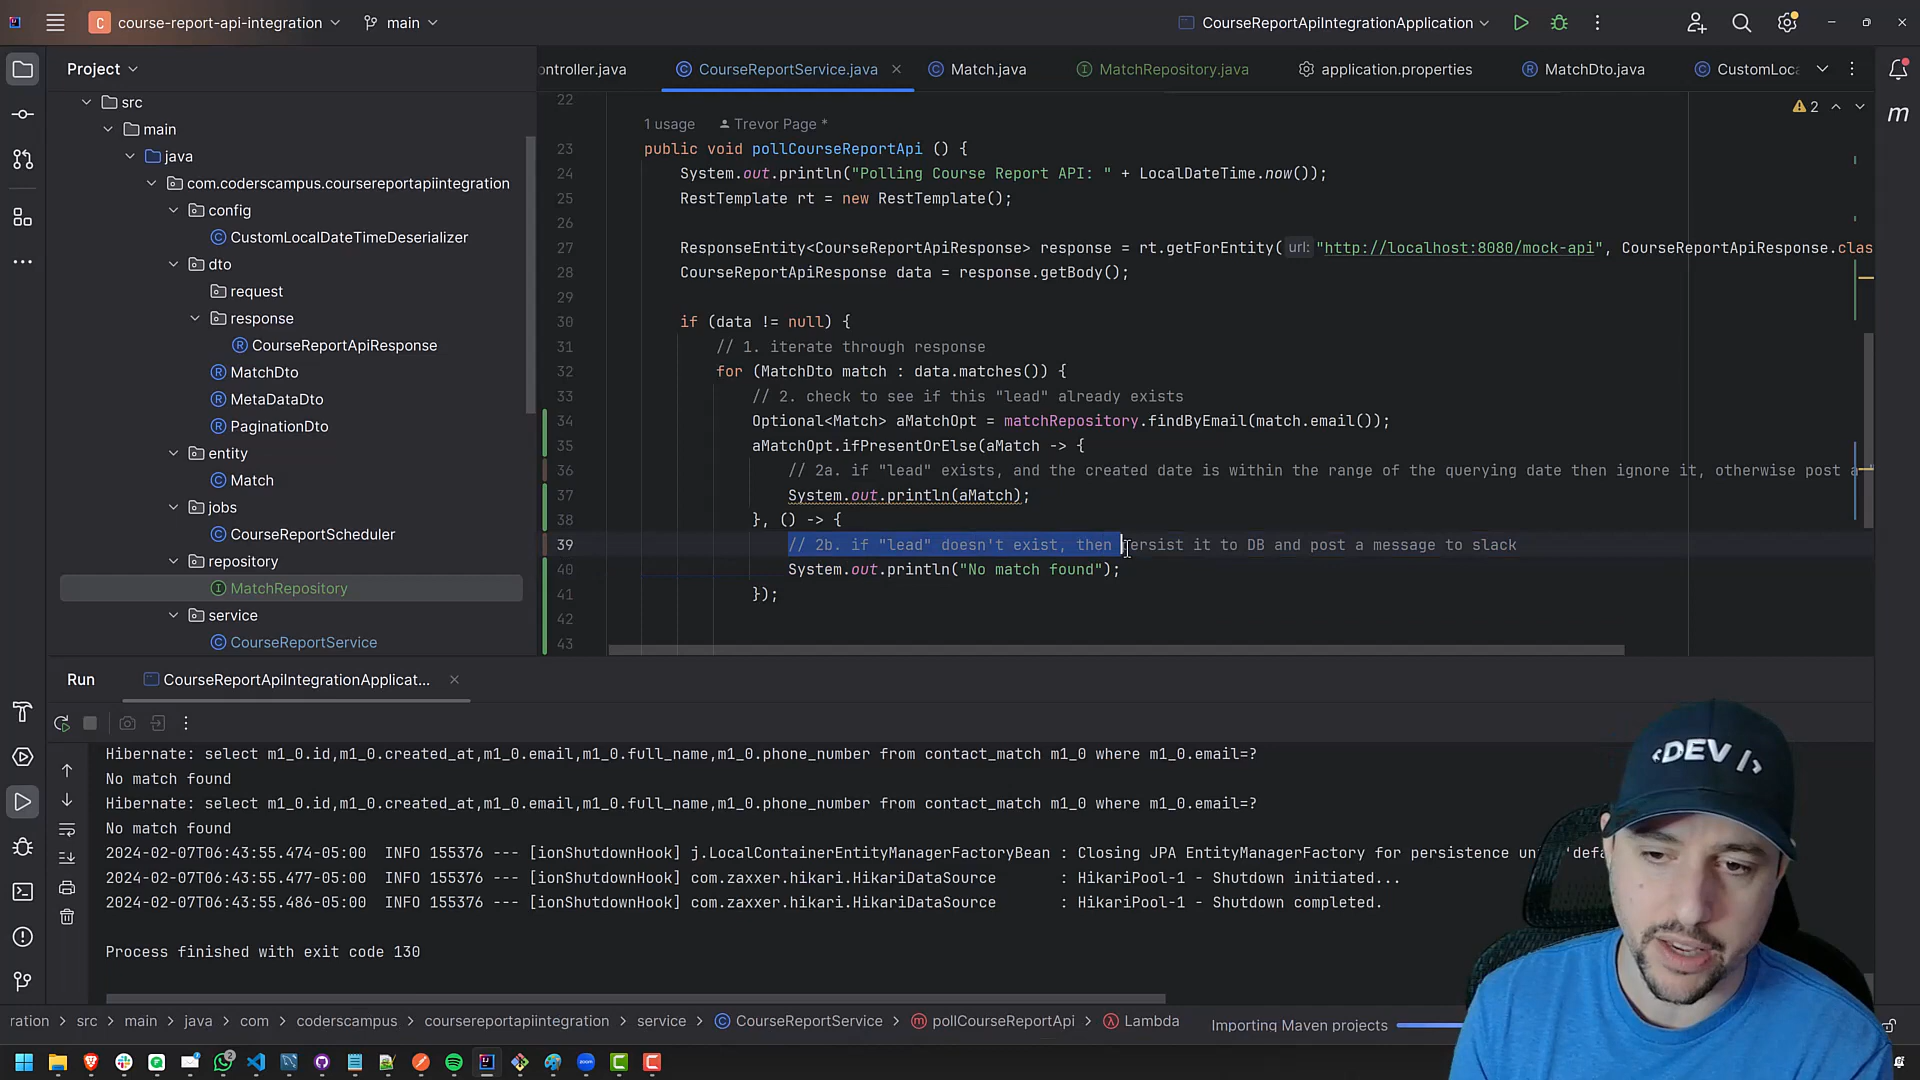 C course-report-api-integration main CourseReportApiIntegrationApplication
Project
ontroller.java CourseReportService.java Match.java MatchRepository.java application.properties MatchDto.java CustomLoca
src
main
java
com.coderscampus.coursereportapiintegration
config
CustomLocalDateTimeDeserializer
dto
request
response
CourseReportApiResponse
MatchDto
MetaDataDto
PaginationDto
entity
Match
jobs
CourseReportScheduler
repository
MatchRepository
service
CourseReportService
2
22
1 usage Trevor Page *
23 public void pollCourseReportApi () {
24 System.out.println("Polling Course Report API: " + LocalDateTime.now());
25 RestTemplate rt = new RestTemplate();
26
27 ResponseEntity<CourseReportApiResponse> response = rt.getForEntity( url: "http://localhost:8080/mock-api", CourseReportApiResponse.clas
28 CourseReportApiResponse data = response.getBody();
29
30 if (data != null) {
31 // 1. iterate through response
32 for (MatchDto match : data.matches()) {
33 // 2. check to see if this "lead" already exists
34 Optional<Match> aMatchOpt = matchRepository.findByEmail(match.email());
35 aMatchOpt.ifPresentOrElse(aMatch -> {
36 // 2a. if "lead" exists, and the created date is within the range of the querying date then ignore it, otherwise post a
37 System.out.println(aMatch);
38 }, () -> {
39 // 2b. if "lead" doesn't exist, then persist it to DB and post a message to slack
40 System.out.println("No match found");
41 });
42
43
Run CourseReportApiIntegrationApplicat...
Hibernate: select m1_0.id,m1_0.created_at,m1_0.email,m1_0.full_name,m1_0.phone_number from contact_match m1_0 where m1_0.email=?
No match found
Hibernate: select m1_0.id,m1_0.created_at,m1_0.email,m1_0.full_name,m1_0.phone_number from contact_match m1_0 where m1_0.email=?
No match found
2024-02-07T06:43:55.474-05:00 INFO 155376 --- [ionShutdownHook] j.LocalContainerEntityManagerFactoryBean : Closing JPA EntityManagerFactory for persistence unit 'defa
2024-02-07T06:43:55.477-05:00 INFO 155376 --- [ionShutdownHook] com.zaxxer.hikari.HikariDataSource : HikariPool-1 - Shutdown initiated...
2024-02-07T06:43:55.486-05:00 INFO 155376 --- [ionShutdownHook] com.zaxxer.hikari.HikariDataSource : HikariPool-1 - Shutdown completed.
Process finished with exit code 130
<DEV />
ration > src > main > java > com > coderscampus > coursereportapiintegration > service > CourseReportService > pollCourseReportApi > Lambda
Importing Maven projects
2